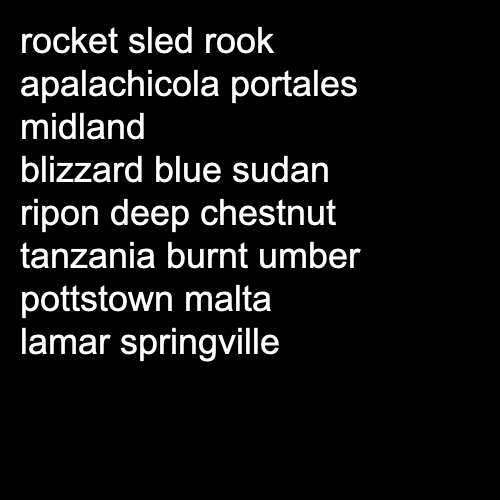 rocket sled rook
apalachicola portales
midland
blizzard blue sudan
ripon deep chestnut
tanzania burnt umber
pottstown malta
lamar springville